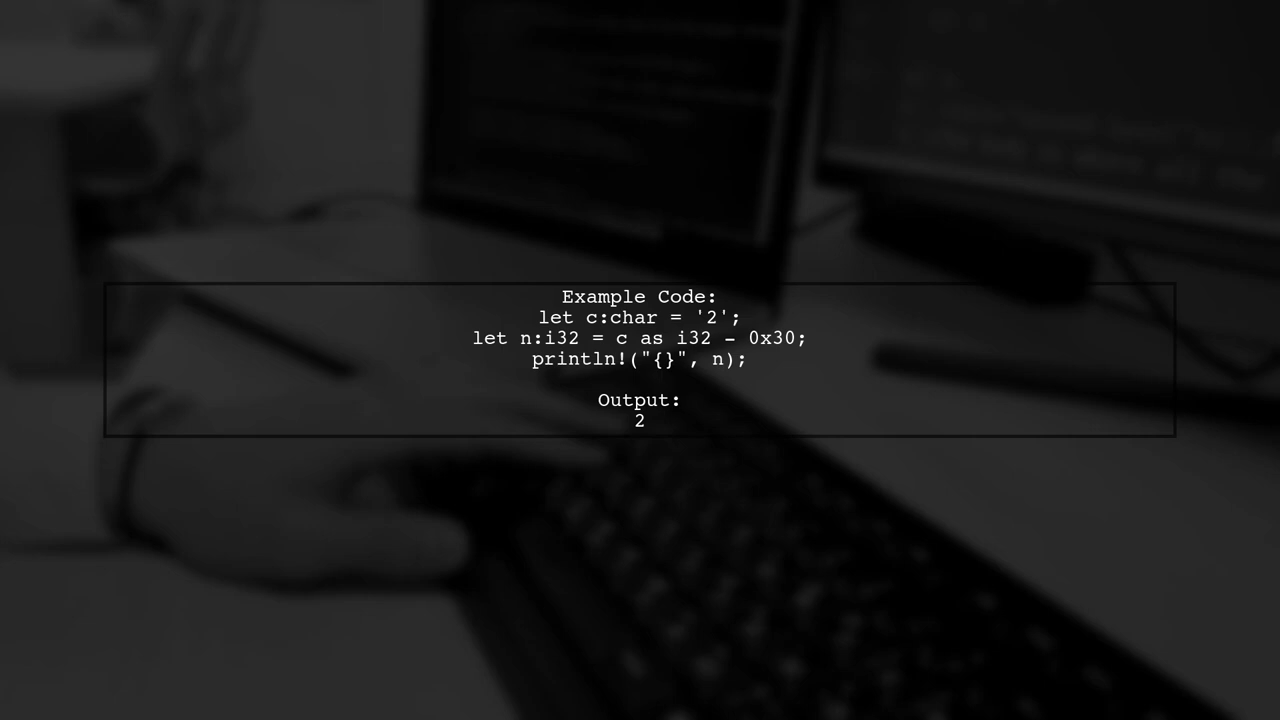 Example Code:
let c:char = '2';
let n:i32 = c as i32 - 0x30;
println!("{}", n);
Output:
2